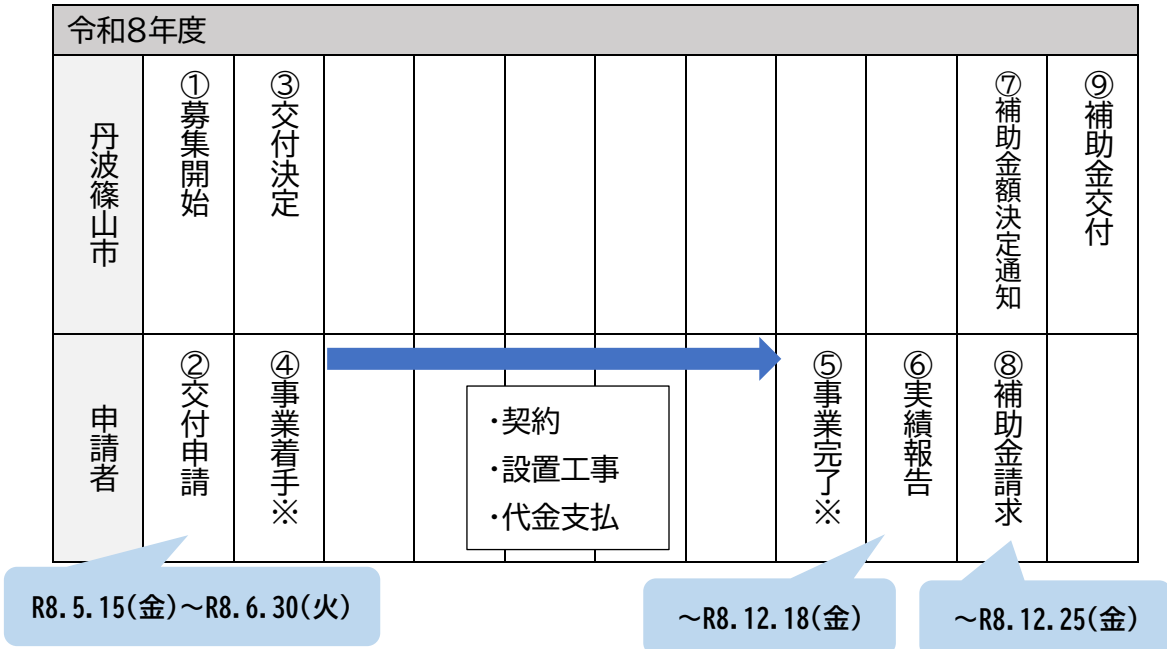 令和8年度
丹波篠山市
①募集開始
③交付決定
⑦補助金額決定通知
⑨補助金交付
申請者
②交付申請
④事業着手※
・契約
・設置工事
・代金支払
⑤事業完了※
⑥実績報告
⑧補助金請求
R8.5.15(金)～R8.6.30(火)
～R8.12.18(金)
～R8.12.25(金)